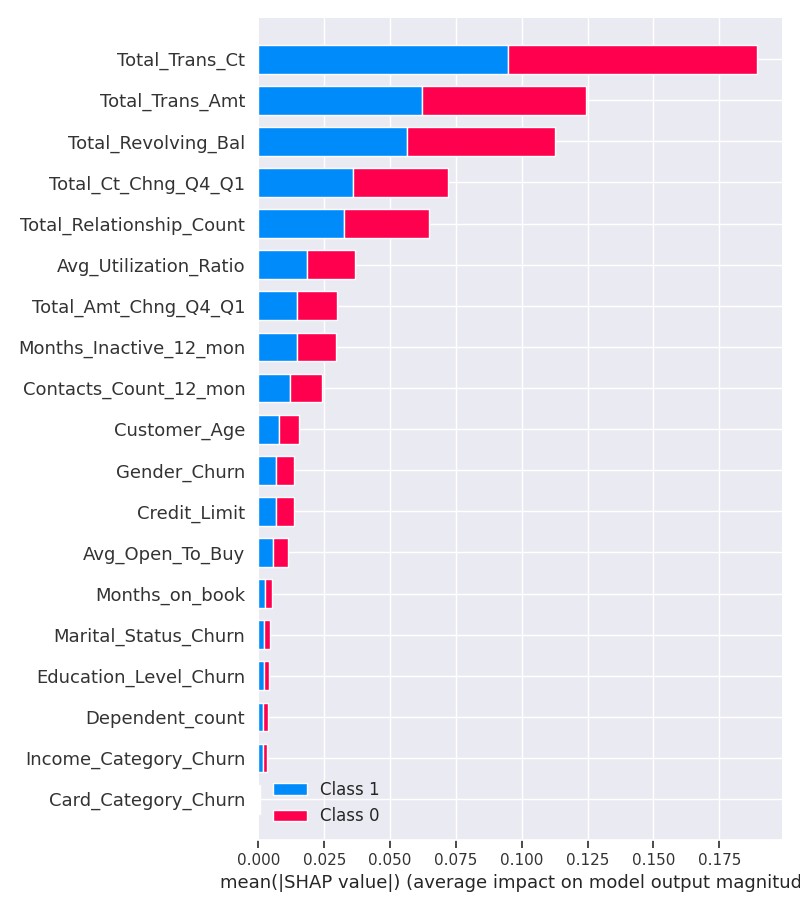 Total_Trans_Ct
Total_Trans_Amt
Total_Revolving_Bal
Total_Ct_Chng_Q4_Q1
Total_Relationship_Count
Avg_Utilization_Ratio
Total_Amt_Chng_Q4_Q1
Months_Inactive_12_mon
Contacts_Count_12_mon
Customer_Age
Gender_Churn
Credit_Limit
Avg_Open_To_Buy
Months_on_book
Marital_Status_Churn
Education_Level_Churn
Dependent_count
Income_Category_Churn
Card_Category_Churn
Class 1
Class 0
0.000 0.025 0.050 0.075 0.100 0.125 0.150 0.175
mean(|SHAP value|) (average impact on model output magnitud